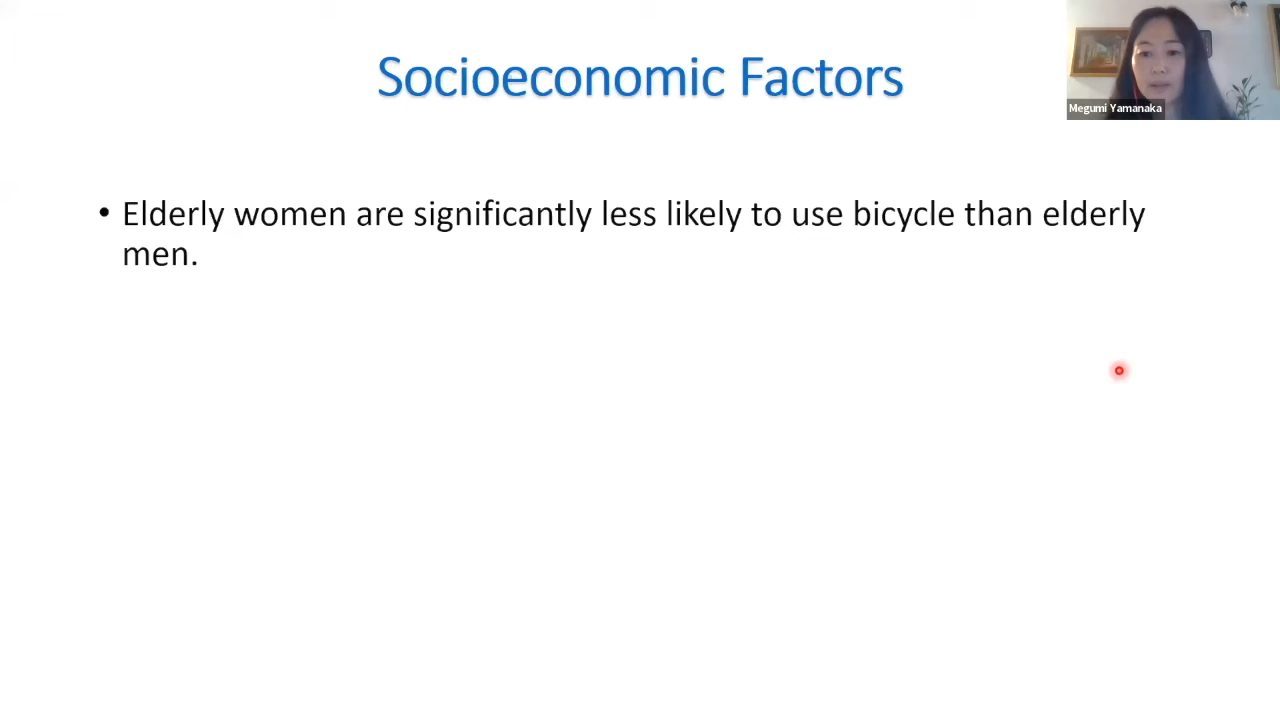 Socioeconomic Factors
Megumi Yamanaka
• Elderly women are significantly less likely to use bicycle than elderly
men.